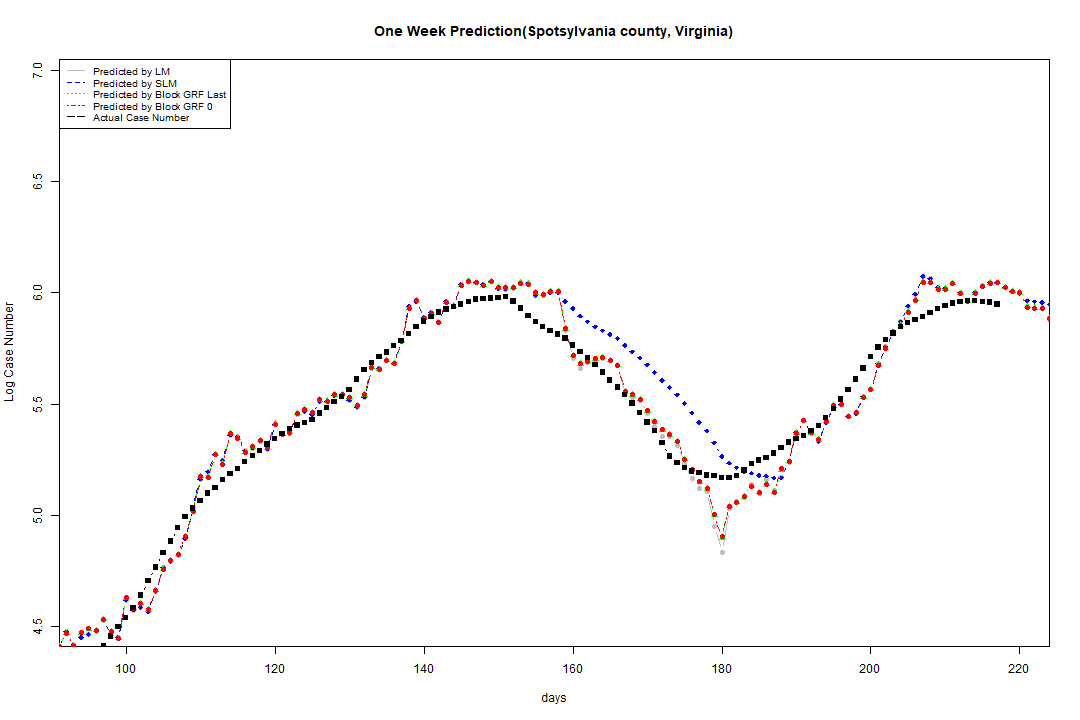 One Week Prediction(Spotsylvania county, Virginia)
Predicted by LM
Predicted by SLM
Predicted by Block GRF Last
Predicted by Block GRF 0
Actual Case Number
7.0
6.5
6.0
5.5
5.0
4.5
Log Case Number
100 120 140 160 180 200 220
days